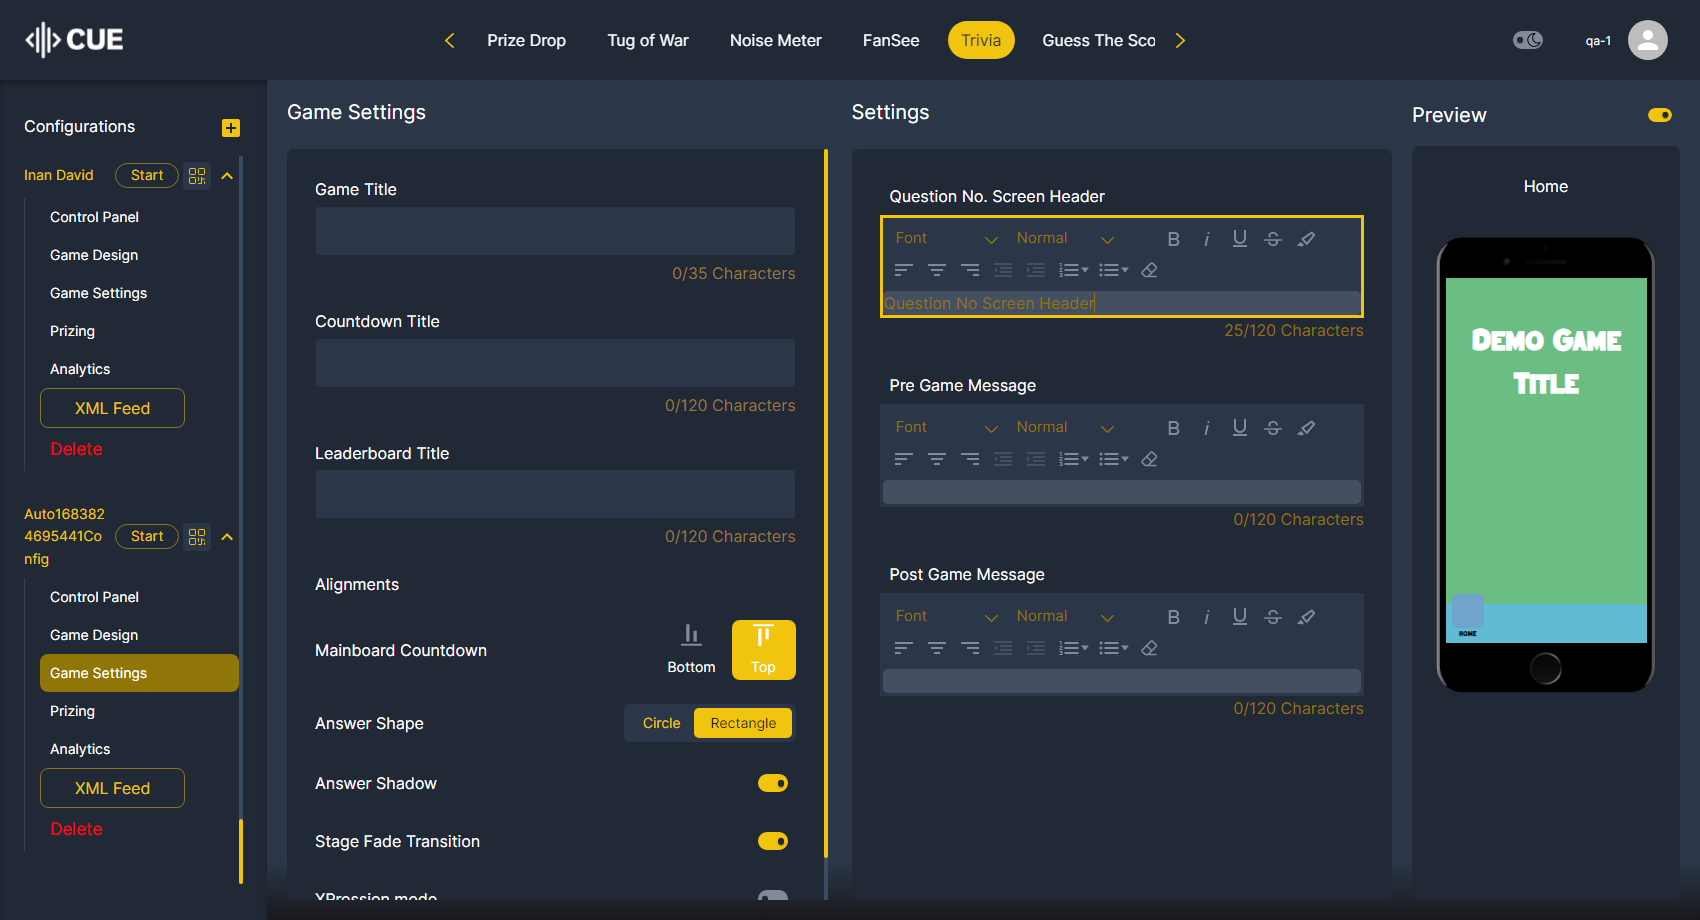 CUE
Prize Drop
Tug of War
Noise Meter
FanSee
Trivia
Guess The Sco
qa-1
Configurations
Inan David
Start
Control Panel
Game Design
Game Settings
Prizing
Analytics
XML Feed
Delete
Auto168382
4695441Co
nfig
Start
Control Panel
Game Design
Game Settings
Prizing
Analytics
XML Feed
Delete
Game Settings
Game Title
0/35 Characters
Countdown Title
0/120 Characters
Leaderboard Title
0/120 Characters
Alignments
Mainboard Countdown
Bottom
Top
Answer Shape
Circle
Rectangle
Answer Shadow
Stage Fade Transition
XPression mode
Settings
Question No. Screen Header
Font
Normal
Question No Screen Header
25/120 Characters
Pre Game Message
Font
Normal
0/120 Characters
Post Game Message
Font
Normal
0/120 Characters
Preview
Home
Demo Game
Title
HOME